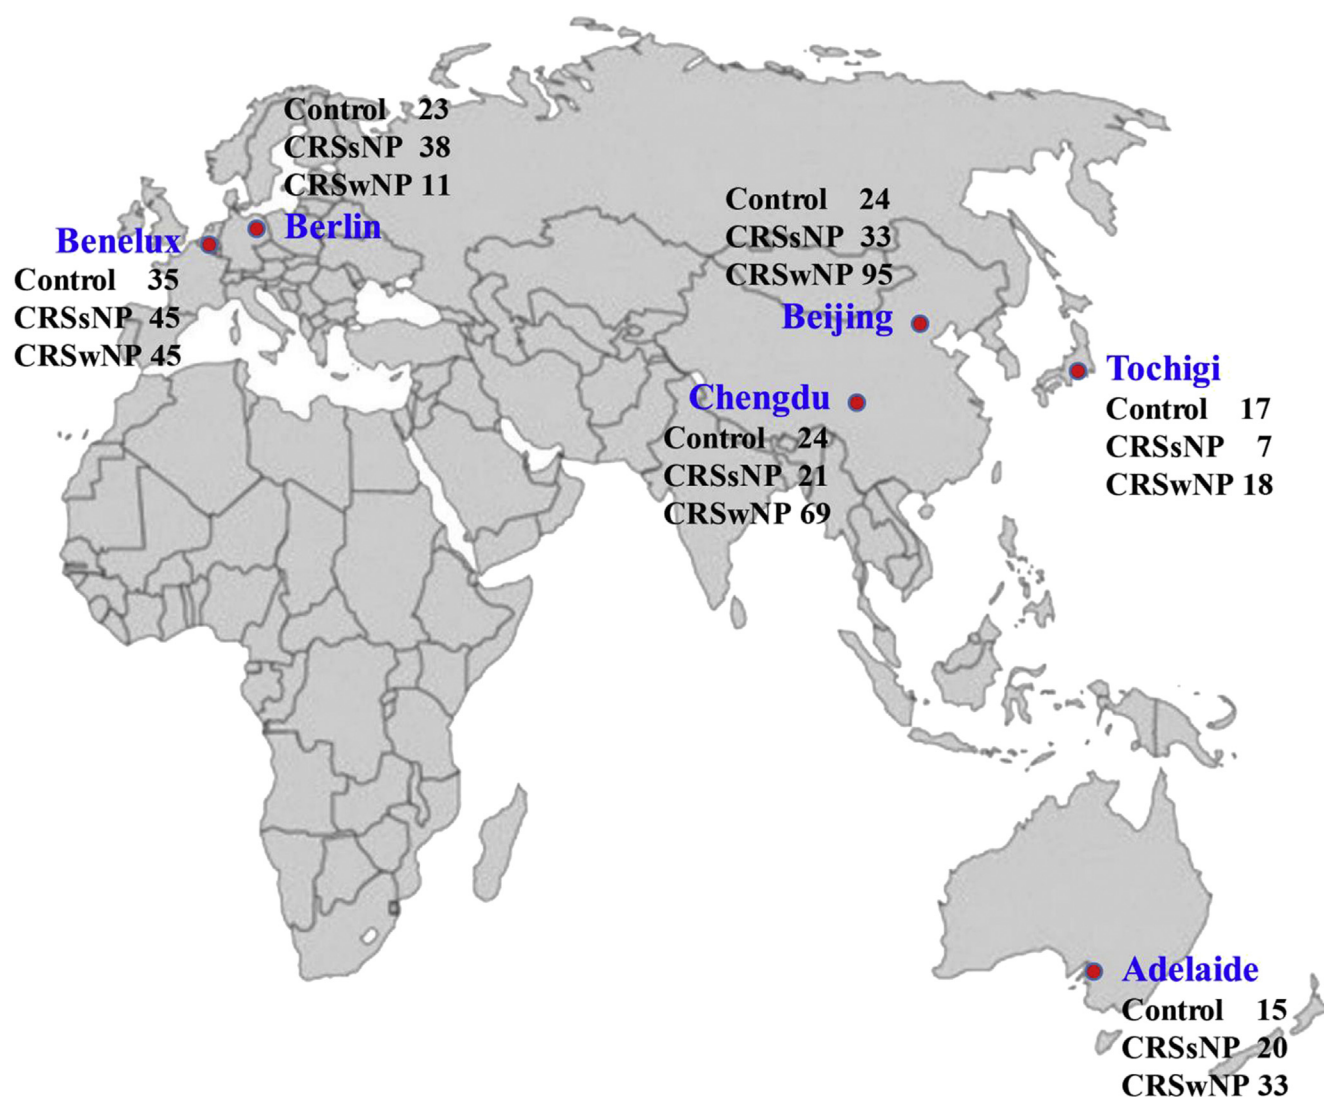 Control 23
CRSsNP 38
CRSwNP 11
Berlin
Benelux
Control 35
CRSsNP 45
CRSwNP 45
Control 24
CRSsNP 33
CRSwNP 95
Beijing
Tochigi
Control 17
CRSsNP 7
CRSwNP 18
Chengdu
Control 24
CRSsNP 21
CRSwNP 69
Adelaide
Control 15
CRSsNP 20
CRSwNP 33